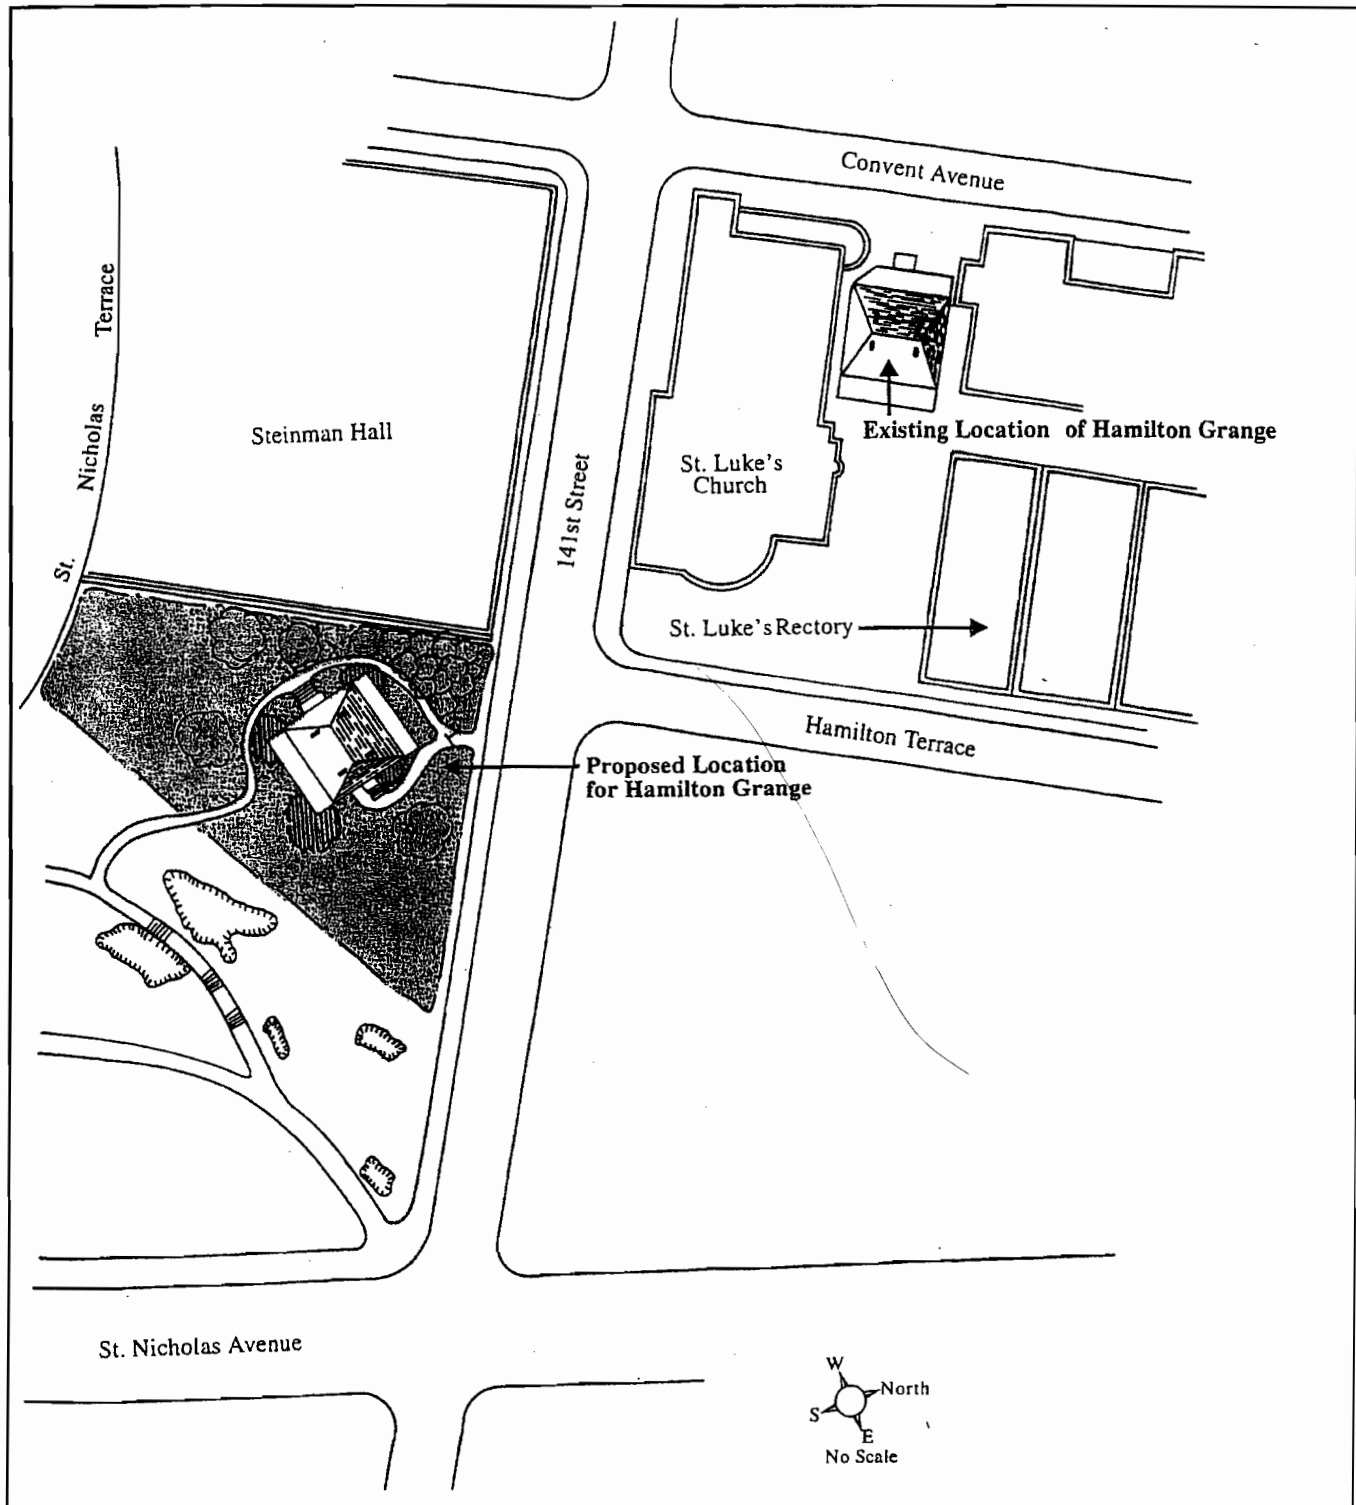 Convent Avenue
St. Nicholas Terrace
Steinman Hall
141st Street
St. Luke's
Church
Existing Location of Hamilton Grange
St. Luke's Rectory
Hamilton Terrace
Proposed Location
for Hamilton Grange
St. Nicholas Avenue
W
North
S
E
No Scale